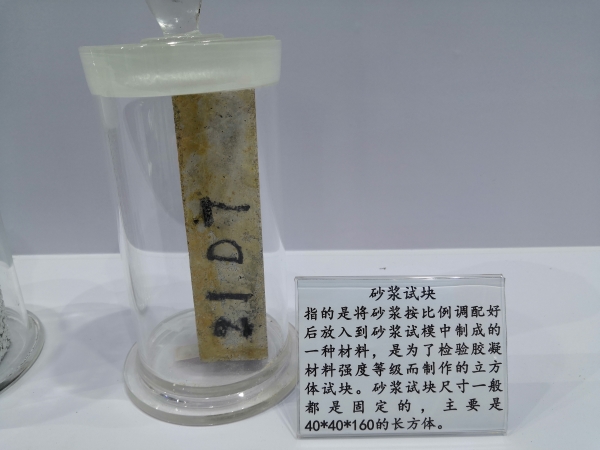 21D7
砂浆试块
指的是将砂浆按比例调配好
后放入到砂浆试模中制成的
一种材料，是为了检验胶凝
材料强度等级而制作的立方
体试块。砂浆试块尺寸一般
都是固定的，主要是
40*40*160的长方体。